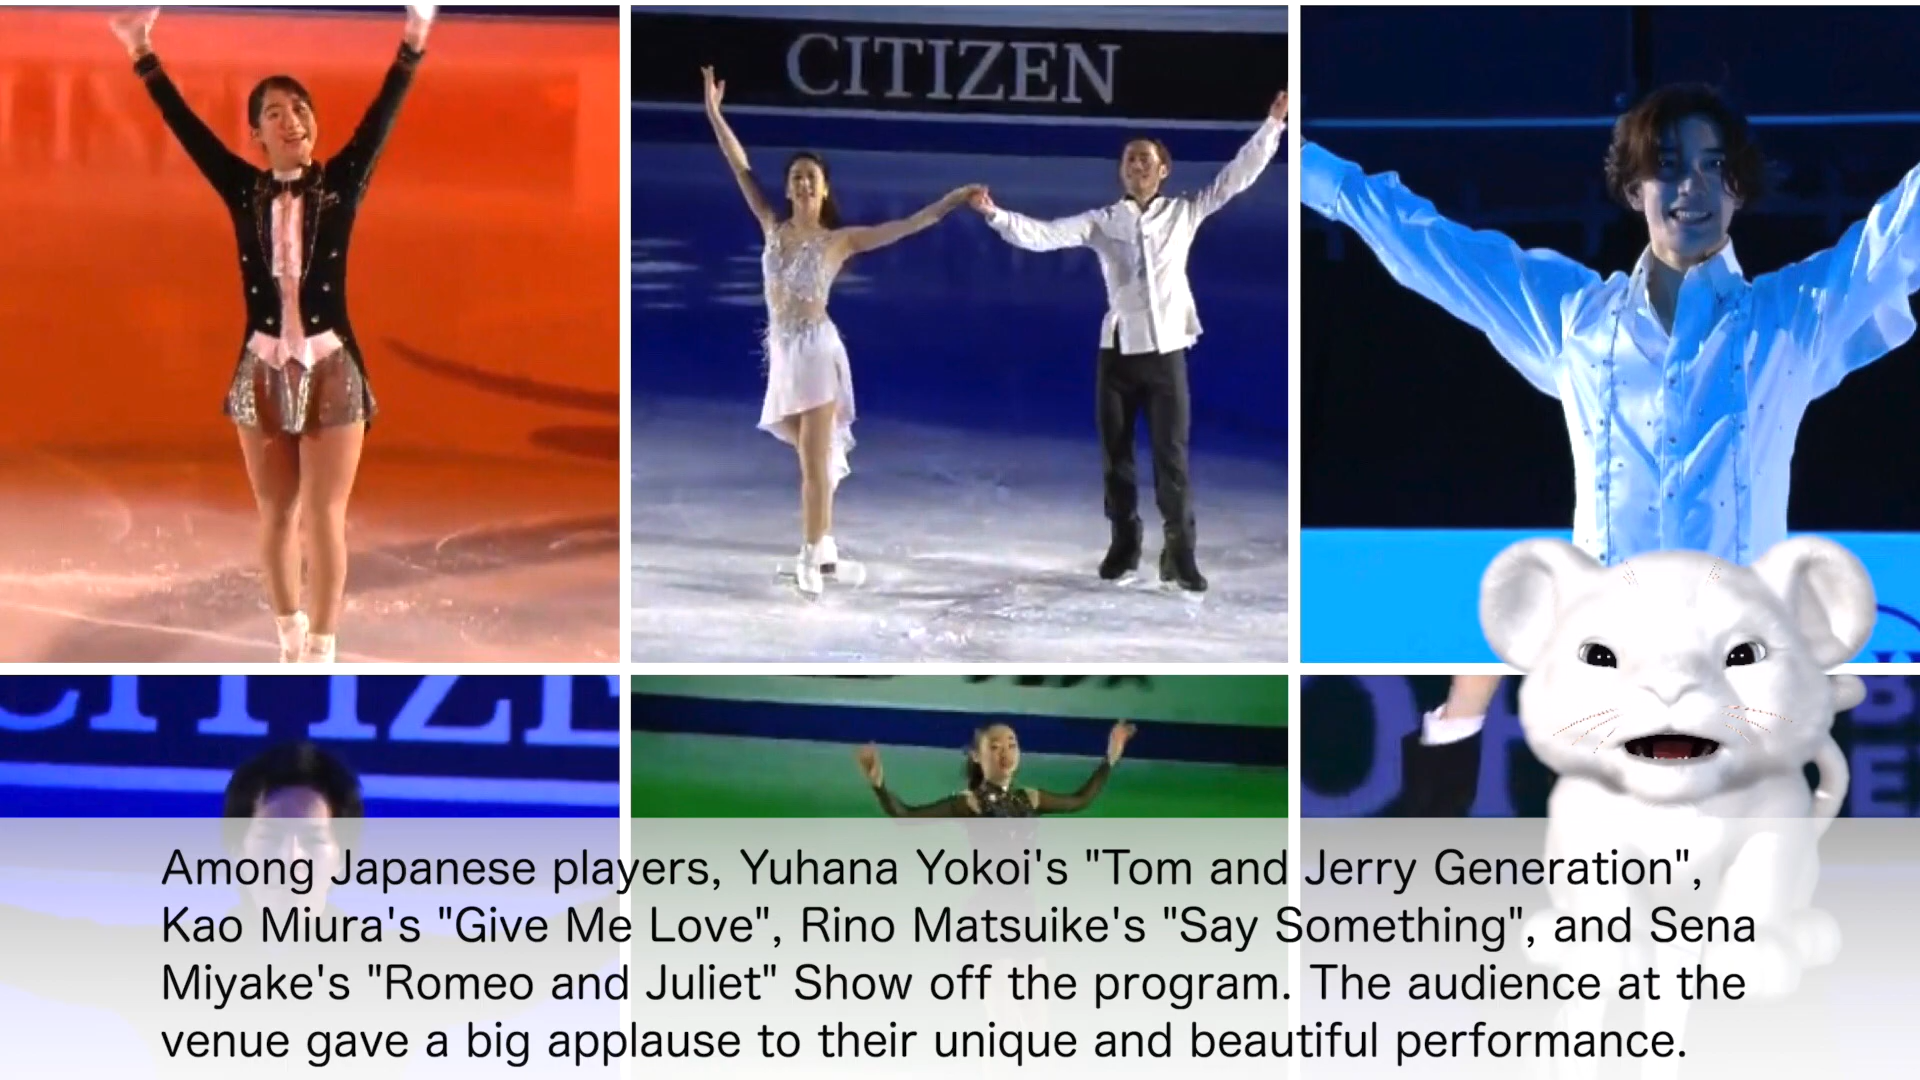 CITIZEN
CITIZE
Among Japanese players, Yuhana Yokoi's "Tom and Jerry Generation",
Kao Miura's "Give Me Love", Rino Matsuike's "Say Something", and Sena
Miyake's "Romeo and Juliet" Show off the program. The audience at the
venue gave a big applause to their unique and beautiful performance.